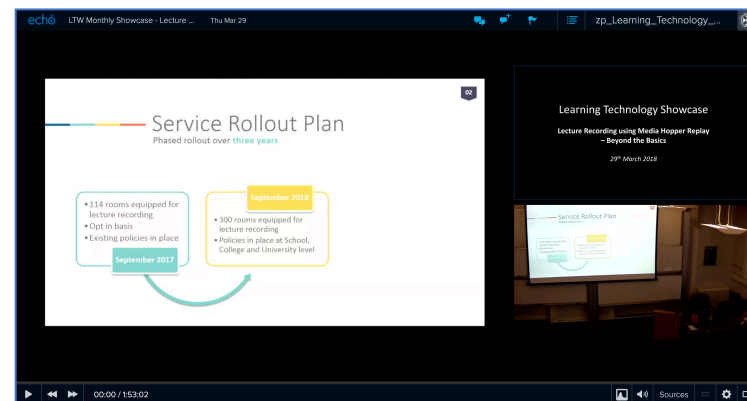 echo LTW Monthly Showcase - Lecture ... Thu Mar 29 zp_Learning_Technology_...
02
Service Rollout Plan
Phased rollout over three years
• 114 rooms equipped for
lecture recording
• Opt in basis
• Existing policies in place
September 2017
September 2018
• 300 rooms equipped for
lecture recording
• Policies in place at School,
College and University level
Learning Technology Showcase
Lecture Recording using Media Hopper Replay
– Beyond the Basics
29th March 2018
Service Rollout Plan
00:00 / 1:53:02 Sources CC